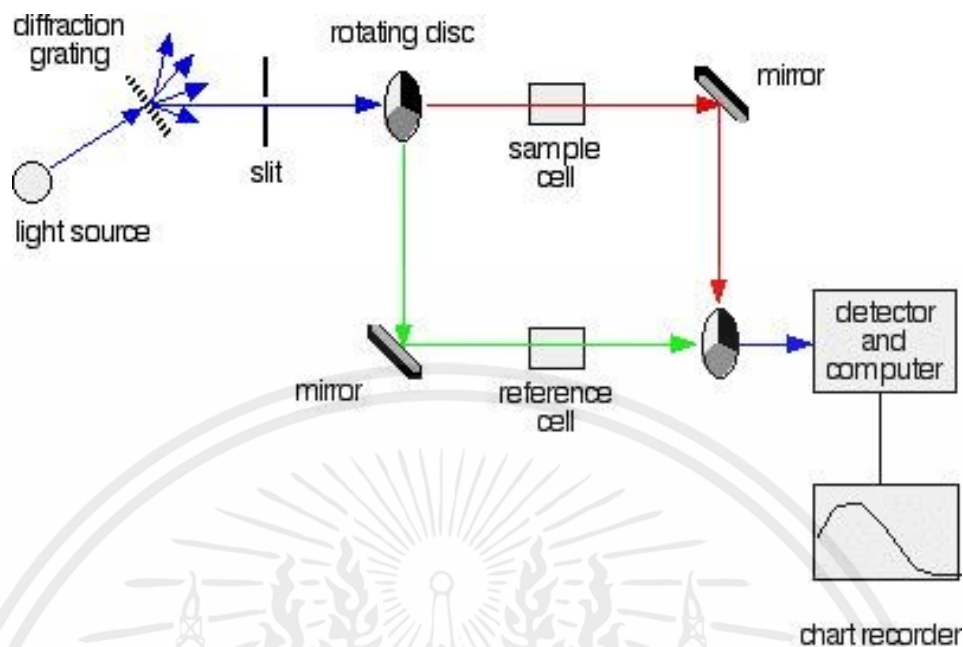 diffraction
grating
rotating disc
mirror
slit
sample
cell
light source
detector
and
computer
mirror
reference
cell
chart recorder